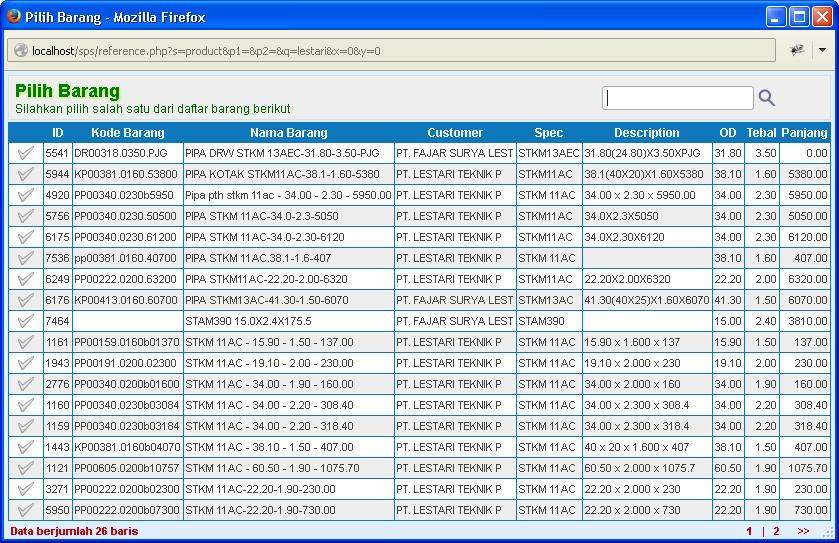 Pilih Barang - Mozilla Firefox
localhost/sps/reference.php?s=product&p1=&p2=&q=lestari&x=0&y=0
Pilih Barang
Silahkan pilih salah satu dari daftar barang berikut
ID Kode Barang Nama Barang Customer Spec Description OD Tebal Panjang
5541 DR00318.0350.PJG PIPA DRW STKM 13AEC-31.80-3.50-PJG PT. FAJAR SURYA LEST STKM13AEC 31.80(24.80)X3.50XPJG 31.80 3.50 0.00
5944 KP00381.0160.53800 PIPA KOTAK STKM11AC-38.1-1.60-5380 PT. LESTARI TEKNIK P STKM11AC 38.1(40X20)X1.60X5380 38.10 1.60 5380.00
4920 PP00340.0230b5950 Pipa pth stkm 11ac - 34.00 - 2.30 - 5950.00 PT. LESTARI TEKNIK P STKM 11AC 34.00 x 2.30 x 5950.00 34.00 2.30 5950.00
5756 PP00340.0230.50500 PIPA STKM 11AC-34.0-2.3-5050 PT. LESTARI TEKNIK P STKM 11AC 34.0X2.3X5050 34.00 2.30 5050.00
6175 PP00340.0230.61200 PIPA STKM 11AC-34.0-2.30-6120 PT. LESTARI TEKNIK P STKM 11AC 34.0X2.30X6120 34.00 2.30 6120.00
7536 pp00381.0160.40700 PIPA STKM 11AC.38.1-1.6-407 PT. LESTARI TEKNIK P STKM 11AC 38.10 1.60 407.00
6249 PP00222.0200.63200 PIPA STKM11AC-22.20-2.00-6320 PT. LESTARI TEKNIK P STKM11AC 22.20X2.00X6320 22.20 2.00 6320.00
6176 KP00413.0160.60700 PIPA STKM13AC-41.30-1.50-6070 PT. FAJAR SURYA LEST STKM13AC 41.30(40X25)X1.60X6070 41.30 1.50 6070.00
7464 STAM390 15.0X2.4X175.5 PT. FAJAR SURYA LEST STAM390 15.00 2.40 3810.00
1161 PP00159.0160b01370 STKM 11AC - 15.90 - 1.50 - 137.00 PT. LESTARI TEKNIK P STKM 11AC 15.90 x 1.600 x 137 15.90 1.50 137.00
1943 PP00191.0200.02300 STKM 11AC - 19.10 - 2.00 - 230.00 PT. LESTARI TEKNIK P STKM 11AC 19.10 x 2.000 x 230 19.10 2.00 230.00
2776 PP00340.0200b01600 STKM 11AC - 34.00 - 1.90 - 160.00 PT. LESTARI TEKNIK P STKM 11AC 34.00 x 2.000 x 160 34.00 1.90 160.00
1160 PP00340.0230b03084 STKM 11AC - 34.00 - 2.20 - 308.40 PT. LESTARI TEKNIK P STKM 11AC 34.00 x 2.300 x 308.4 34.00 2.20 308.40
1159 PP00340.0230b03184 STKM 11AC - 34.00 - 2.20 - 318.40 PT. LESTARI TEKNIK P STKM 11AC 34.00 x 2.300 x 318.4 34.00 2.20 318.40
1443 KP00381.0160b04070 STKM 11AC - 38.10 - 1.50 - 407.00 PT. LESTARI TEKNIK P STKM 11AC 40 x 20 x 1.600 x 407 38.10 1.50 407.00
1121 PP00605.0200b10757 STKM 11AC - 60.50 - 1.90 - 1075.70 PT. LESTARI TEKNIK P STKM 11AC 60.50 x 2.000 x 1075.7 60.50 1.90 1075.70
3271 PP00222.0200b02300 STKM 11AC-22.20-1.90-230.00 PT. LESTARI TEKNIK P STKM 11AC 22.20 x 2.000 x 230 22.20 1.90 230.00
5950 PP00222.0200b07300 STKM 11AC-22.20-1.90-730.00 PT. LESTARI TEKNIK P STKM 11AC 22.20 x 2.000 x 730 22.20 1.90 730.00
Data berjumlah 26 baris 1 | 2 >>